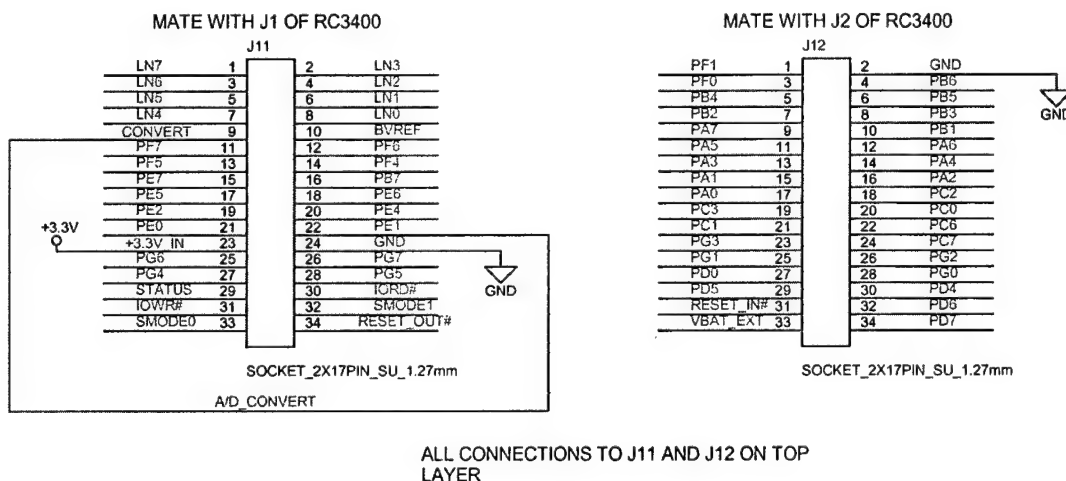 MATE WITH J1 OF RC3400
J11
LN7 1 2 LN3
LN6 3 4 LN2
LN5 5 6 LN1
LN4 7 8 LN0
CONVERT 9 10 BVREF
PF7 11 12 PF6
PF5 13 14 PF4
PE7 15 16 PB7
PE5 17 18 PE6
PE2 19 20 PE4
PE0 21 22 PE1
+3.3V
+3.3V_IN 23 24 GND
PG6 25 26 PG7
PG4 27 28 PG5
GND
STATUS 29 30 IORD#
IOWR# 31 32 SMODE1
SMODE0 33 34 RESET_OUT#
SOCKET_2X17PIN_SU_1.27mm
A/D_CONVERT
MATE WITH J2 OF RC3400
J12
PF1 1 2 GND
PF0 3 4 PB6
PB4 5 6 PB5
PB2 7 8 PB3
GND
PA7 9 10 PB1
PA5 11 12 PA6
PA3 13 14 PA4
PA1 15 16 PA2
PA0 17 18 PC2
PC3 19 20 PC0
PC1 21 22 PC6
PG3 23 24 PC7
PG1 25 26 PG2
PD0 27 28 PG0
PD5 29 30 PD4
RESET_IN# 31 32 PD6
VBAT_EXT 33 34 PD7
SOCKET_2X17PIN_SU_1.27mm
ALL CONNECTIONS TO J11 AND J12 ON TOP
LAYER